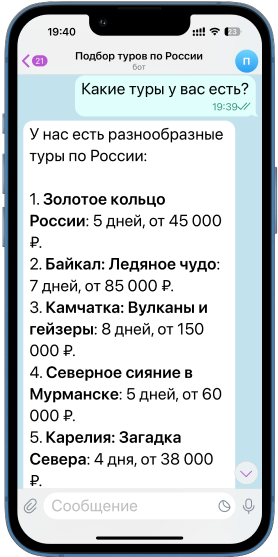 19:40
23
21
Подбор туров по России
бот
П
Какие туры у вас есть?
19:39
У нас есть разнообразные
туры по России:
1. Золотое кольцо
России: 5 дней, от 45 000
₽.
2. Байкал: Ледяное чудо:
7 дней, от 85 000 ₽.
3. Камчатка: Вулканы и
гейзеры: 8 дней, от 150
000 ₽.
4. Северное сияние в
Мурманске: 5 дней, от 60
000 ₽.
5. Карелия: Загадка
Севера: 4 дня, от 38 000
₽.
Сообщение